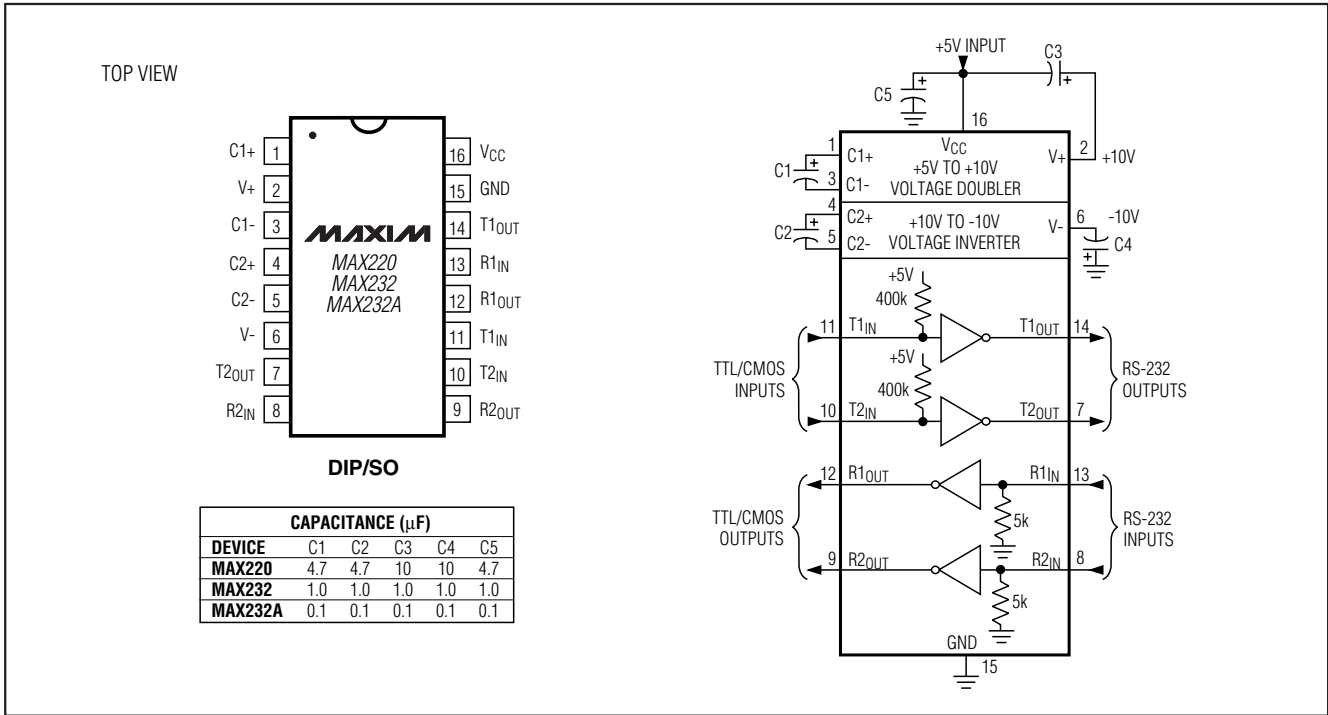 TOP VIEW
C1+ 1
V+ 2
C1- 3
C2+ 4
C2- 5
V- 6
T2OUT 7
R2IN 8
16 VCC
15 GND
14 T1OUT
13 R1IN
12 R1OUT
11 T1IN
10 T2IN
9 R2OUT
MAXIM
MAX220
MAX232
MAX232A
DIP/SO
CAPACITANCE (µF)
DEVICE C1 C2 C3 C4 C5
MAX220 4.7 4.7 10 10 4.7
MAX232 1.0 1.0 1.0 1.0 1.0
MAX232A 0.1 0.1 0.1 0.1 0.1
+5V INPUT
C3
+
C5 +
16
VCC
1 C1+
C1 +
3 C1-
+5V TO +10V
VOLTAGE DOUBLER
V+ 2 +10V
4 C2+
C2 +
5 C2-
+10V TO -10V
VOLTAGE INVERTER
V- 6 -10V
C4
+
+5V
400k
11 T1IN T1OUT 14
+5V
400k
10 T2IN T2OUT 7
TTL/CMOS
INPUTS
RS-232
OUTPUTS
12 R1OUT R1IN 13
5k
9 R2OUT R2IN 8
5k
TTL/CMOS
OUTPUTS
RS-232
INPUTS
GND
15